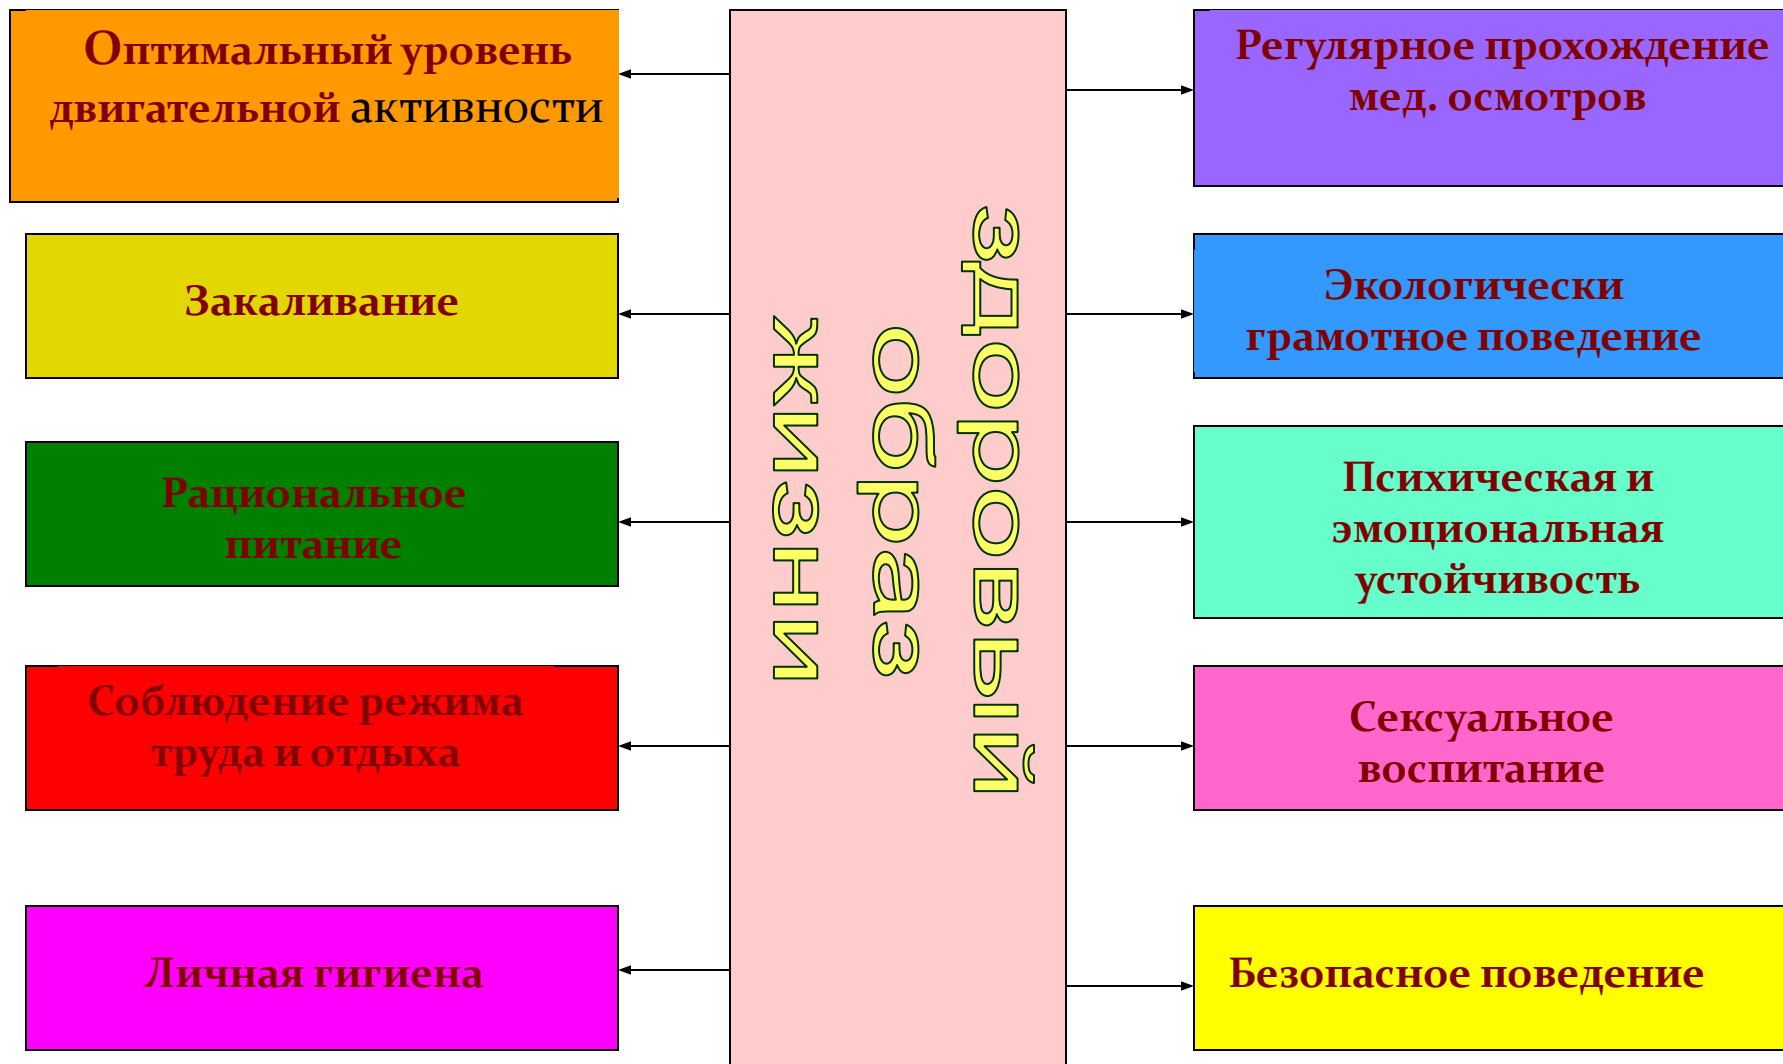 Оптимальный уровень
двигательной активности
Закаливание
Рациональное
питание
Соблюдение режима
труда и отдыха
Личная гигиена
здоровый
образ
жизни
Регулярное прохождение
мед. осмотров
Экологически
грамотное поведение
Психическая и
эмоциональная
устойчивость
Сексуальное
воспитание
Безопасное поведение